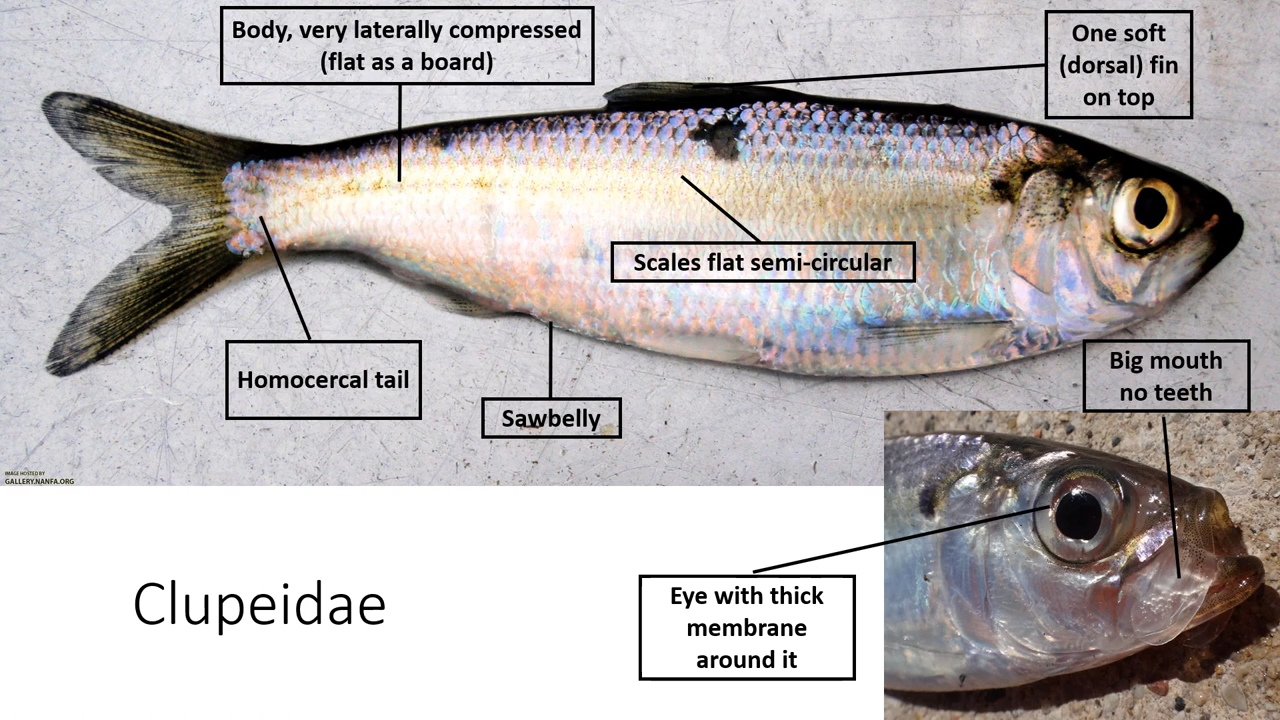 Body, very laterally compressed
(flat as a board)
One soft
(dorsal) fin
on top
Scales flat semi-circular
Homocercal tail
Sawbelly
Big mouth
no teeth
IMAGE HOSTED BY
GALLERY.NANFA.ORG
Clupeidae
Eye with thick
membrane
around it